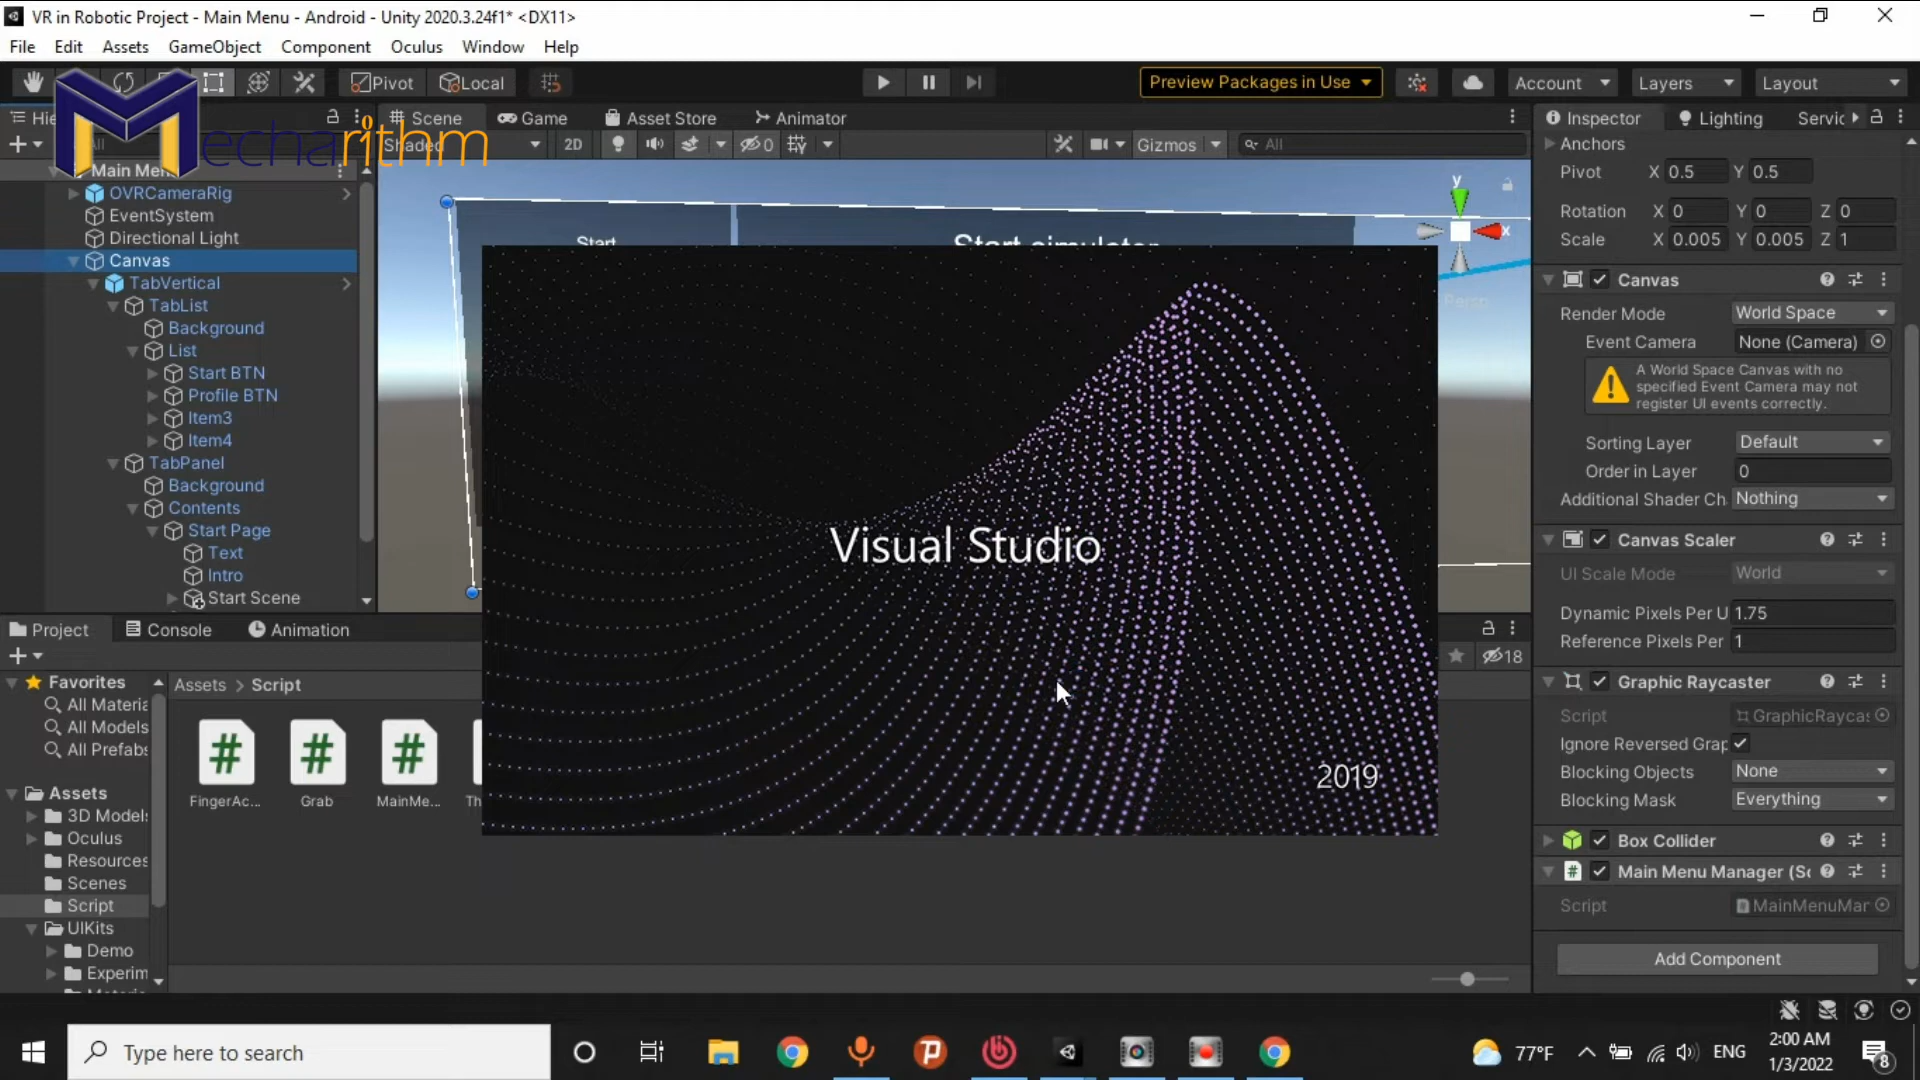 VR in Robotic Project - Main Menu - Android - Unity 2020.3.24f1* <DX11>
File Edit Assets GameObject Component Oculus Window Help
Pivot Local Preview Packages in Use Account Layers Layout
Mecharithm
Scene Game Asset Store Animator Inspector Lighting Servic
Shaded 2D 0 Gizmos All
Main Men
OVRCameraRig
EventSystem
Directional Light
Canvas
TabVertical
TabList
Background
List
Start BTN
Profile BTN
Item3
Item4
TabPanel
Background
Contents
Start Page
Text
Intro
Start Scene
Start
Start simulator
y
x
Persp
Visual Studio
2019
Anchors
Pivot X 0.5 Y 0.5
Rotation X 0 Y 0 Z 0
Scale X 0.005 Y 0.005 Z 1
Canvas
Render Mode World Space
Event Camera None (Camera)
A World Space Canvas with no
specified Event Camera may not
register UI events correctly.
Sorting Layer Default
Order in Layer 0
Additional Shader Ch Nothing
Canvas Scaler
UI Scale Mode World
Dynamic Pixels Per U 1.75
Reference Pixels Per 1
Graphic Raycaster
Script GraphicRaycas
Ignore Reversed Grap
Blocking Objects None
Blocking Mask Everything
Box Collider
Main Menu Manager (Sc
Script MainMenuMar
Add Component
Project Console Animation
18
Favorites
All Materia
All Models
All Prefabs
Assets
3D Models
Oculus
Resources
Scenes
Script
UIKits
Demo
Experim
Assets > Script
FingerAc... Grab MainMe... Th
Type here to search
77°F
ENG
2:00 AM
1/3/2022
8